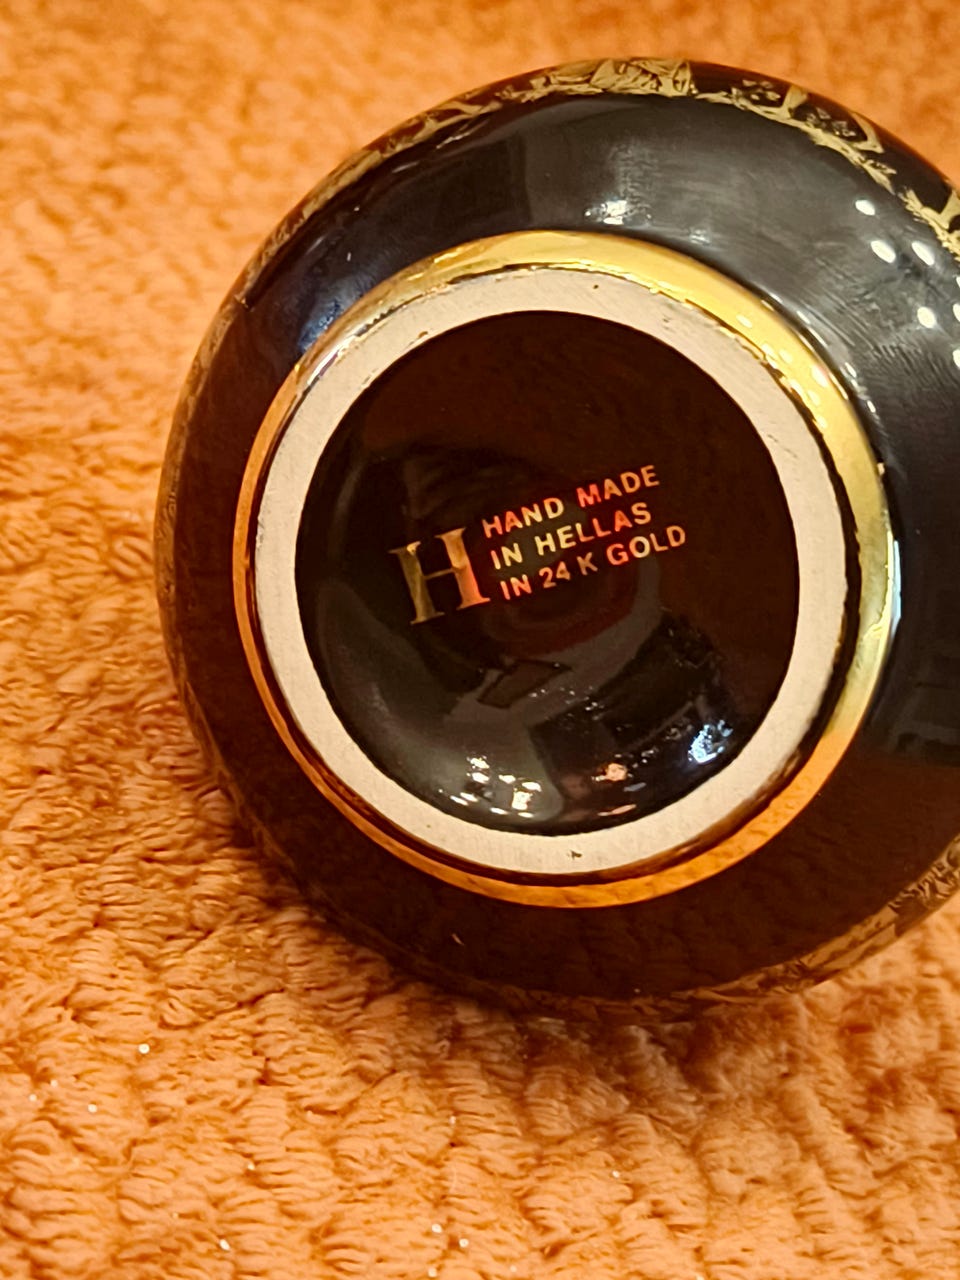 H
HAND MADE
IN HELLAS
IN 24 K GOLD